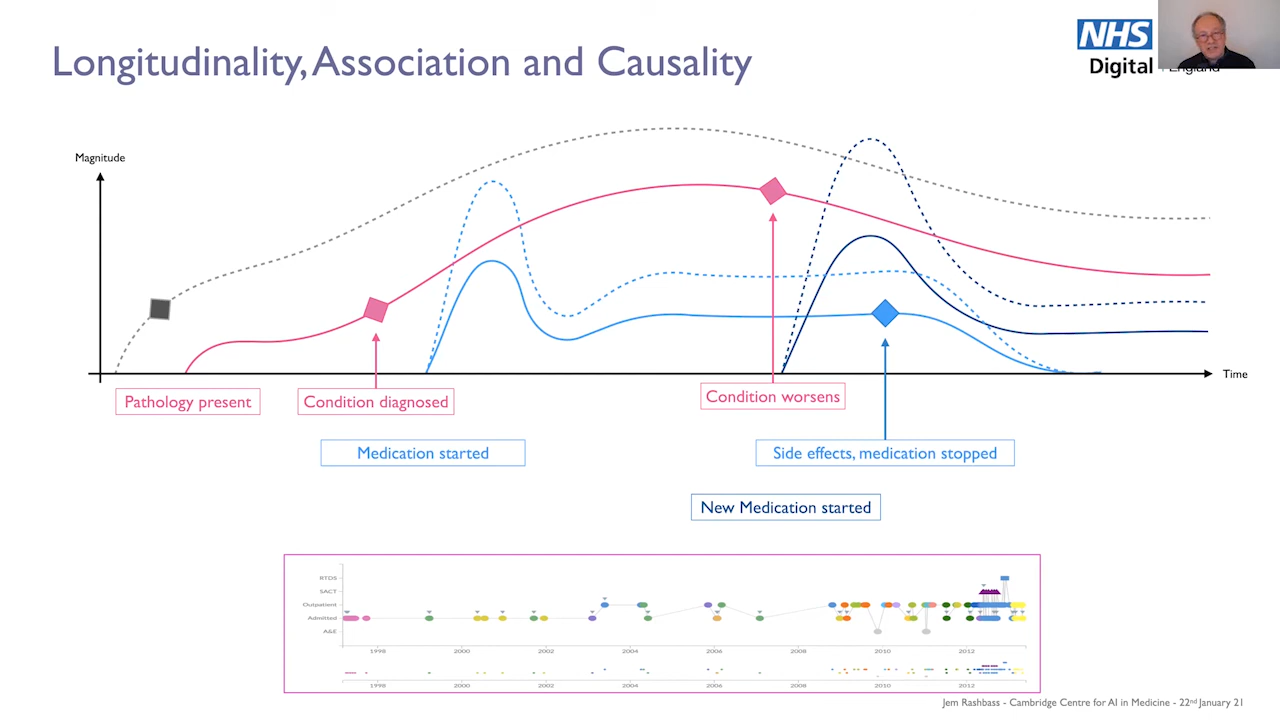 Longitudinality, Association and Causality
NHS
Digital
England
Magnitude
Time
Pathology present
Condition diagnosed
Condition worsens
Medication started
Side effects, medication stopped
New Medication started
RTDS
SACT
Outpatient
Admitted
A&E
1998 2000 2002 2004 2006 2008 2010 2012
1998 2000 2002 2004 2006 2008 2010 2012
Jem Rashbass - Cambridge Centre for AI in Medicine - 22nd January 21